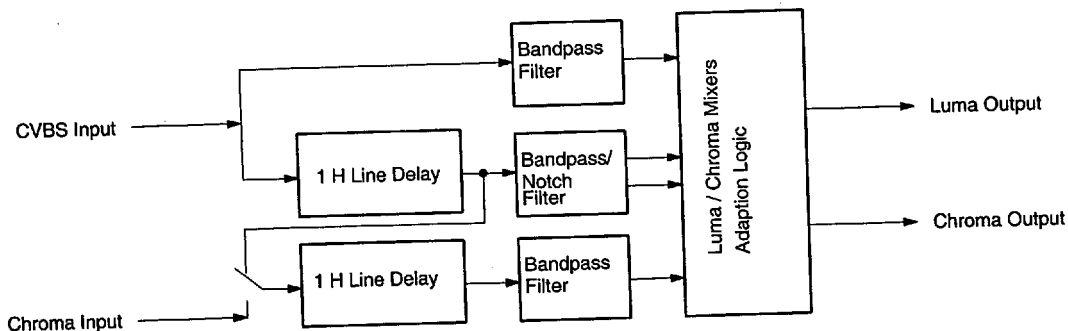 Bandpass
Filter
CVBS Input
1 H Line Delay
Bandpass/
Notch
Filter
Luma / Chroma Mixers
Adaption Logic
Luma Output
Chroma Output
1 H Line Delay
Bandpass
Filter
Chroma Input